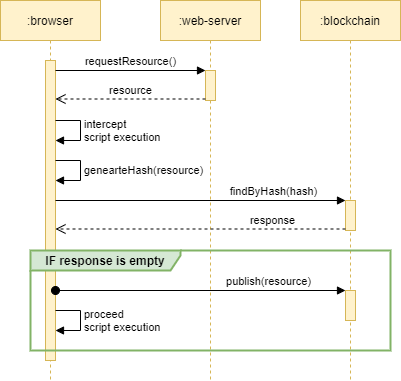 :browser
:web-server
:blockchain
requestResource()
resource
intercept
script execution
genearteHash(resource)
findByHash(hash)
response
IF response is empty
publish(resource)
proceed
script execution